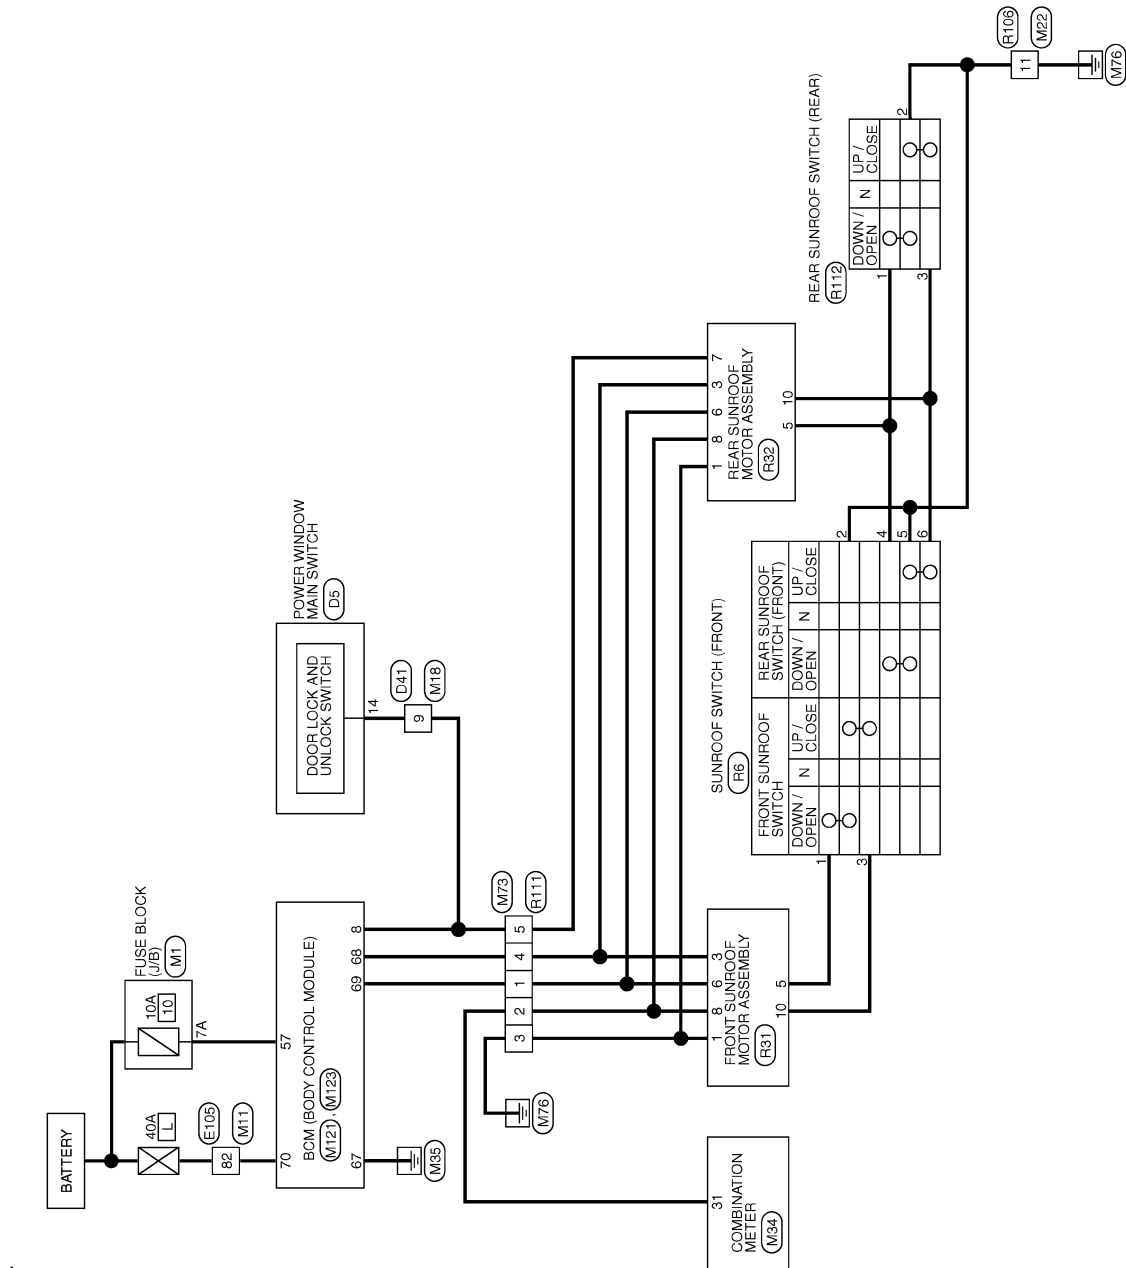 BATTERY
40A
L
E105
M11
82
70
FUSE BLOCK
(J/B)
M1
10A
10
7A
57
BCM (BODY CONTROL MODULE)
M121 , M123
67
69
68
8
M35
POWER WINDOW
MAIN SWITCH
D5
DOOR LOCK AND
UNLOCK SWITCH
14
D41
M18
9
M73
R111
3
2
1
4
5
M76
COMBINATION
METER
M34
31
1
8
6
3
FRONT SUNROOF
MOTOR ASSEMBLY
R31
10
5
SUNROOF SWITCH (FRONT)
R6
FRONT SUNROOF
SWITCH
REAR SUNROOF
SWITCH (FRONT)
DOWN /
OPEN
N
UP /
CLOSE
DOWN /
OPEN
N
UP /
CLOSE
1
3
2
4
5
6
1
8
6
3
7
REAR SUNROOF
MOTOR ASSEMBLY
R32
5
10
REAR SUNROOF SWITCH (REAR)
R112
DOWN /
OPEN
N
UP /
CLOSE
1
3
2
R106
M22
11
M76